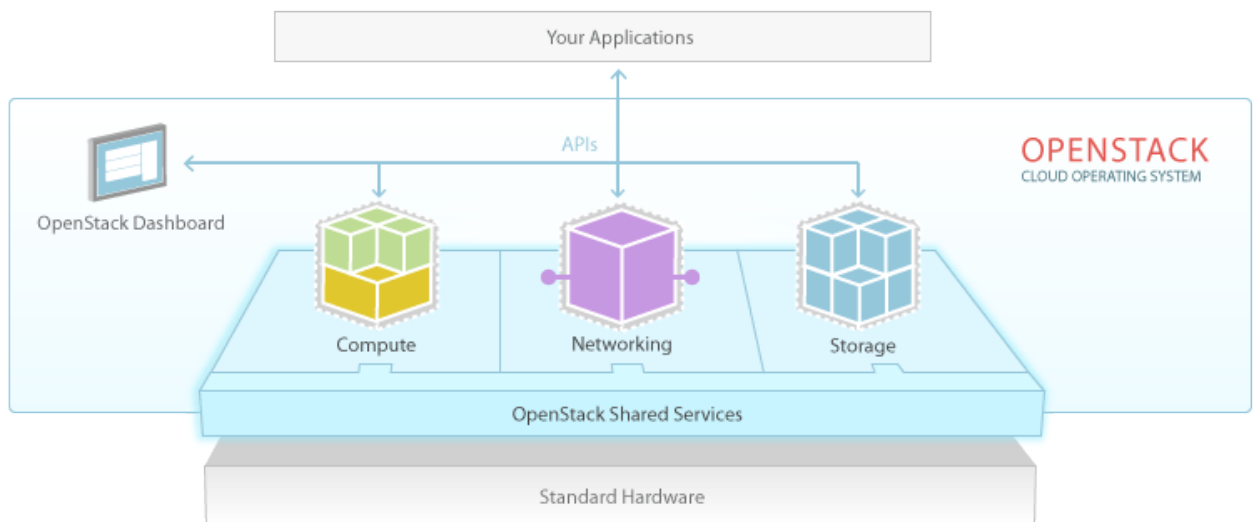 Your Applications
APIs
OPENSTACK
CLOUD OPERATING SYSTEM
OpenStack Dashboard
Compute
Networking
Storage
OpenStack Shared Services
Standard Hardware